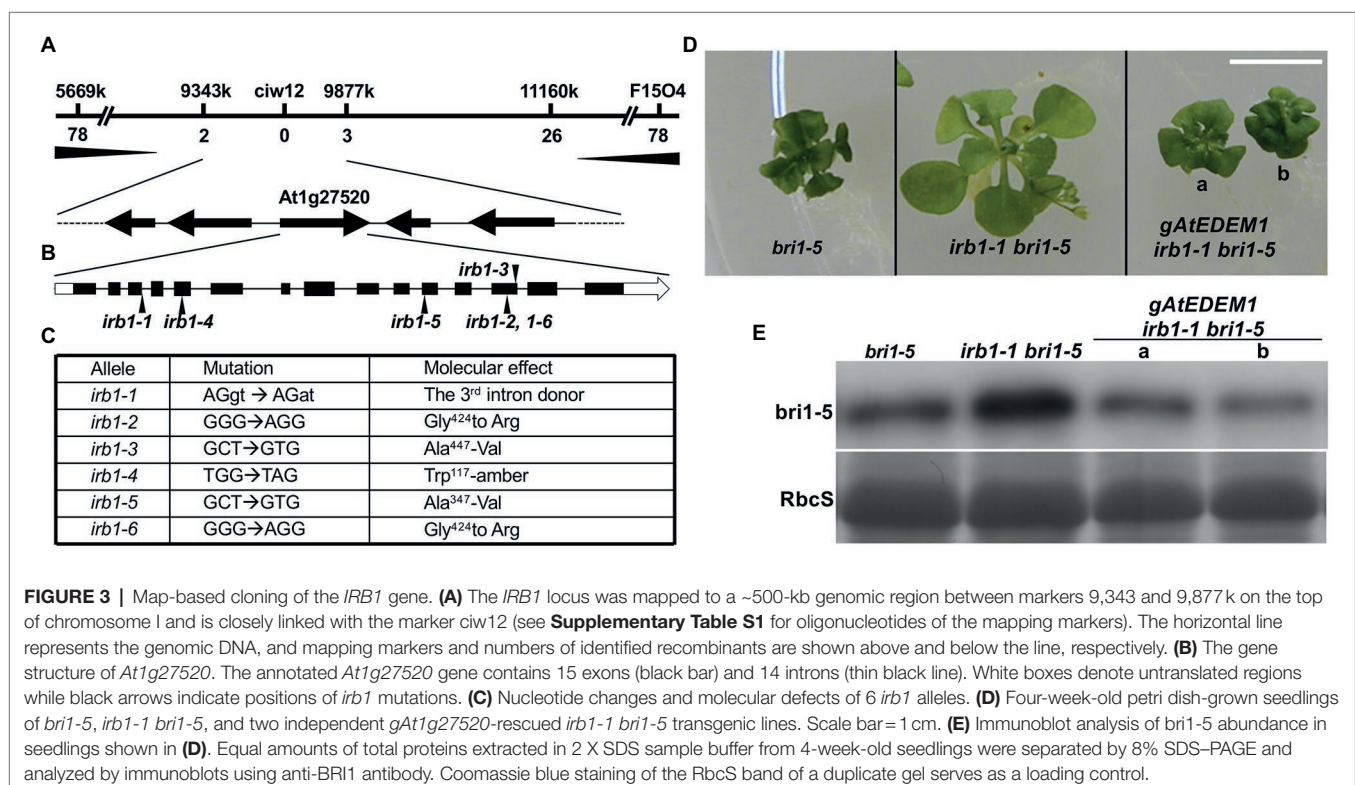 A
5669k 9343k ciw12 9877k 11160k F15O4
78 2 0 3 26 78
At1g27520
B
irb1-3
irb1-1 irb1-4 irb1-5 irb1-2, 1-6
C
Allele Mutation Molecular effect
irb1-1 AGgt → AGat The 3rd intron donor
irb1-2 GGG→AGG Gly424to Arg
irb1-3 GCT→GTG Ala447-Val
irb1-4 TGG→TAG Trp117-amber
irb1-5 GCT→GTG Ala347-Val
irb1-6 GGG→AGG Gly424to Arg
D
a b
bri1-5 irb1-1 bri1-5 gAtEDEM1
irb1-1 bri1-5
E
gAtEDEM1
irb1-1 bri1-5
bri1-5 irb1-1 bri1-5 a b
bri1-5
RbcS
FIGURE 3 | Map-based cloning of the IRB1 gene. (A) The IRB1 locus was mapped to a ~500-kb genomic region between markers 9,343 and 9,877k on the top
of chromosome I and is closely linked with the marker ciw12 (see Supplementary Table S1 for oligonucleotides of the mapping markers). The horizontal line
represents the genomic DNA, and mapping markers and numbers of identified recombinants are shown above and below the line, respectively. (B) The gene
structure of At1g27520. The annotated At1g27520 gene contains 15 exons (black bar) and 14 introns (thin black line). White boxes denote untranslated regions
while black arrows indicate positions of irb1 mutations. (C) Nucleotide changes and molecular defects of 6 irb1 alleles. (D) Four-week-old petri dish-grown seedlings
of bri1-5, irb1-1 bri1-5, and two independent gAt1g27520-rescued irb1-1 bri1-5 transgenic lines. Scale bar = 1 cm. (E) Immunoblot analysis of bri1-5 abundance in
seedlings shown in (D). Equal amounts of total proteins extracted in 2 X SDS sample buffer from 4-week-old seedlings were separated by 8% SDS–PAGE and
analyzed by immunoblots using anti-BRI1 antibody. Coomassie blue staining of the RbcS band of a duplicate gel serves as a loading control.